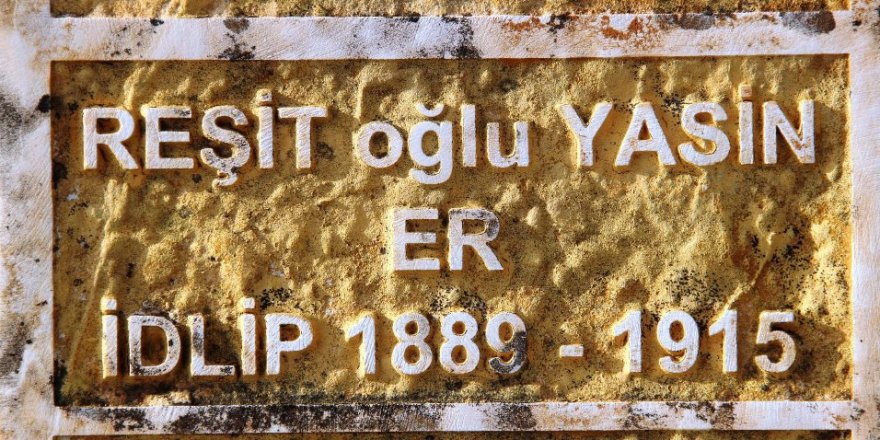 REŞİT oğlu YASİN
ER
İDLİP 1889 - 1915